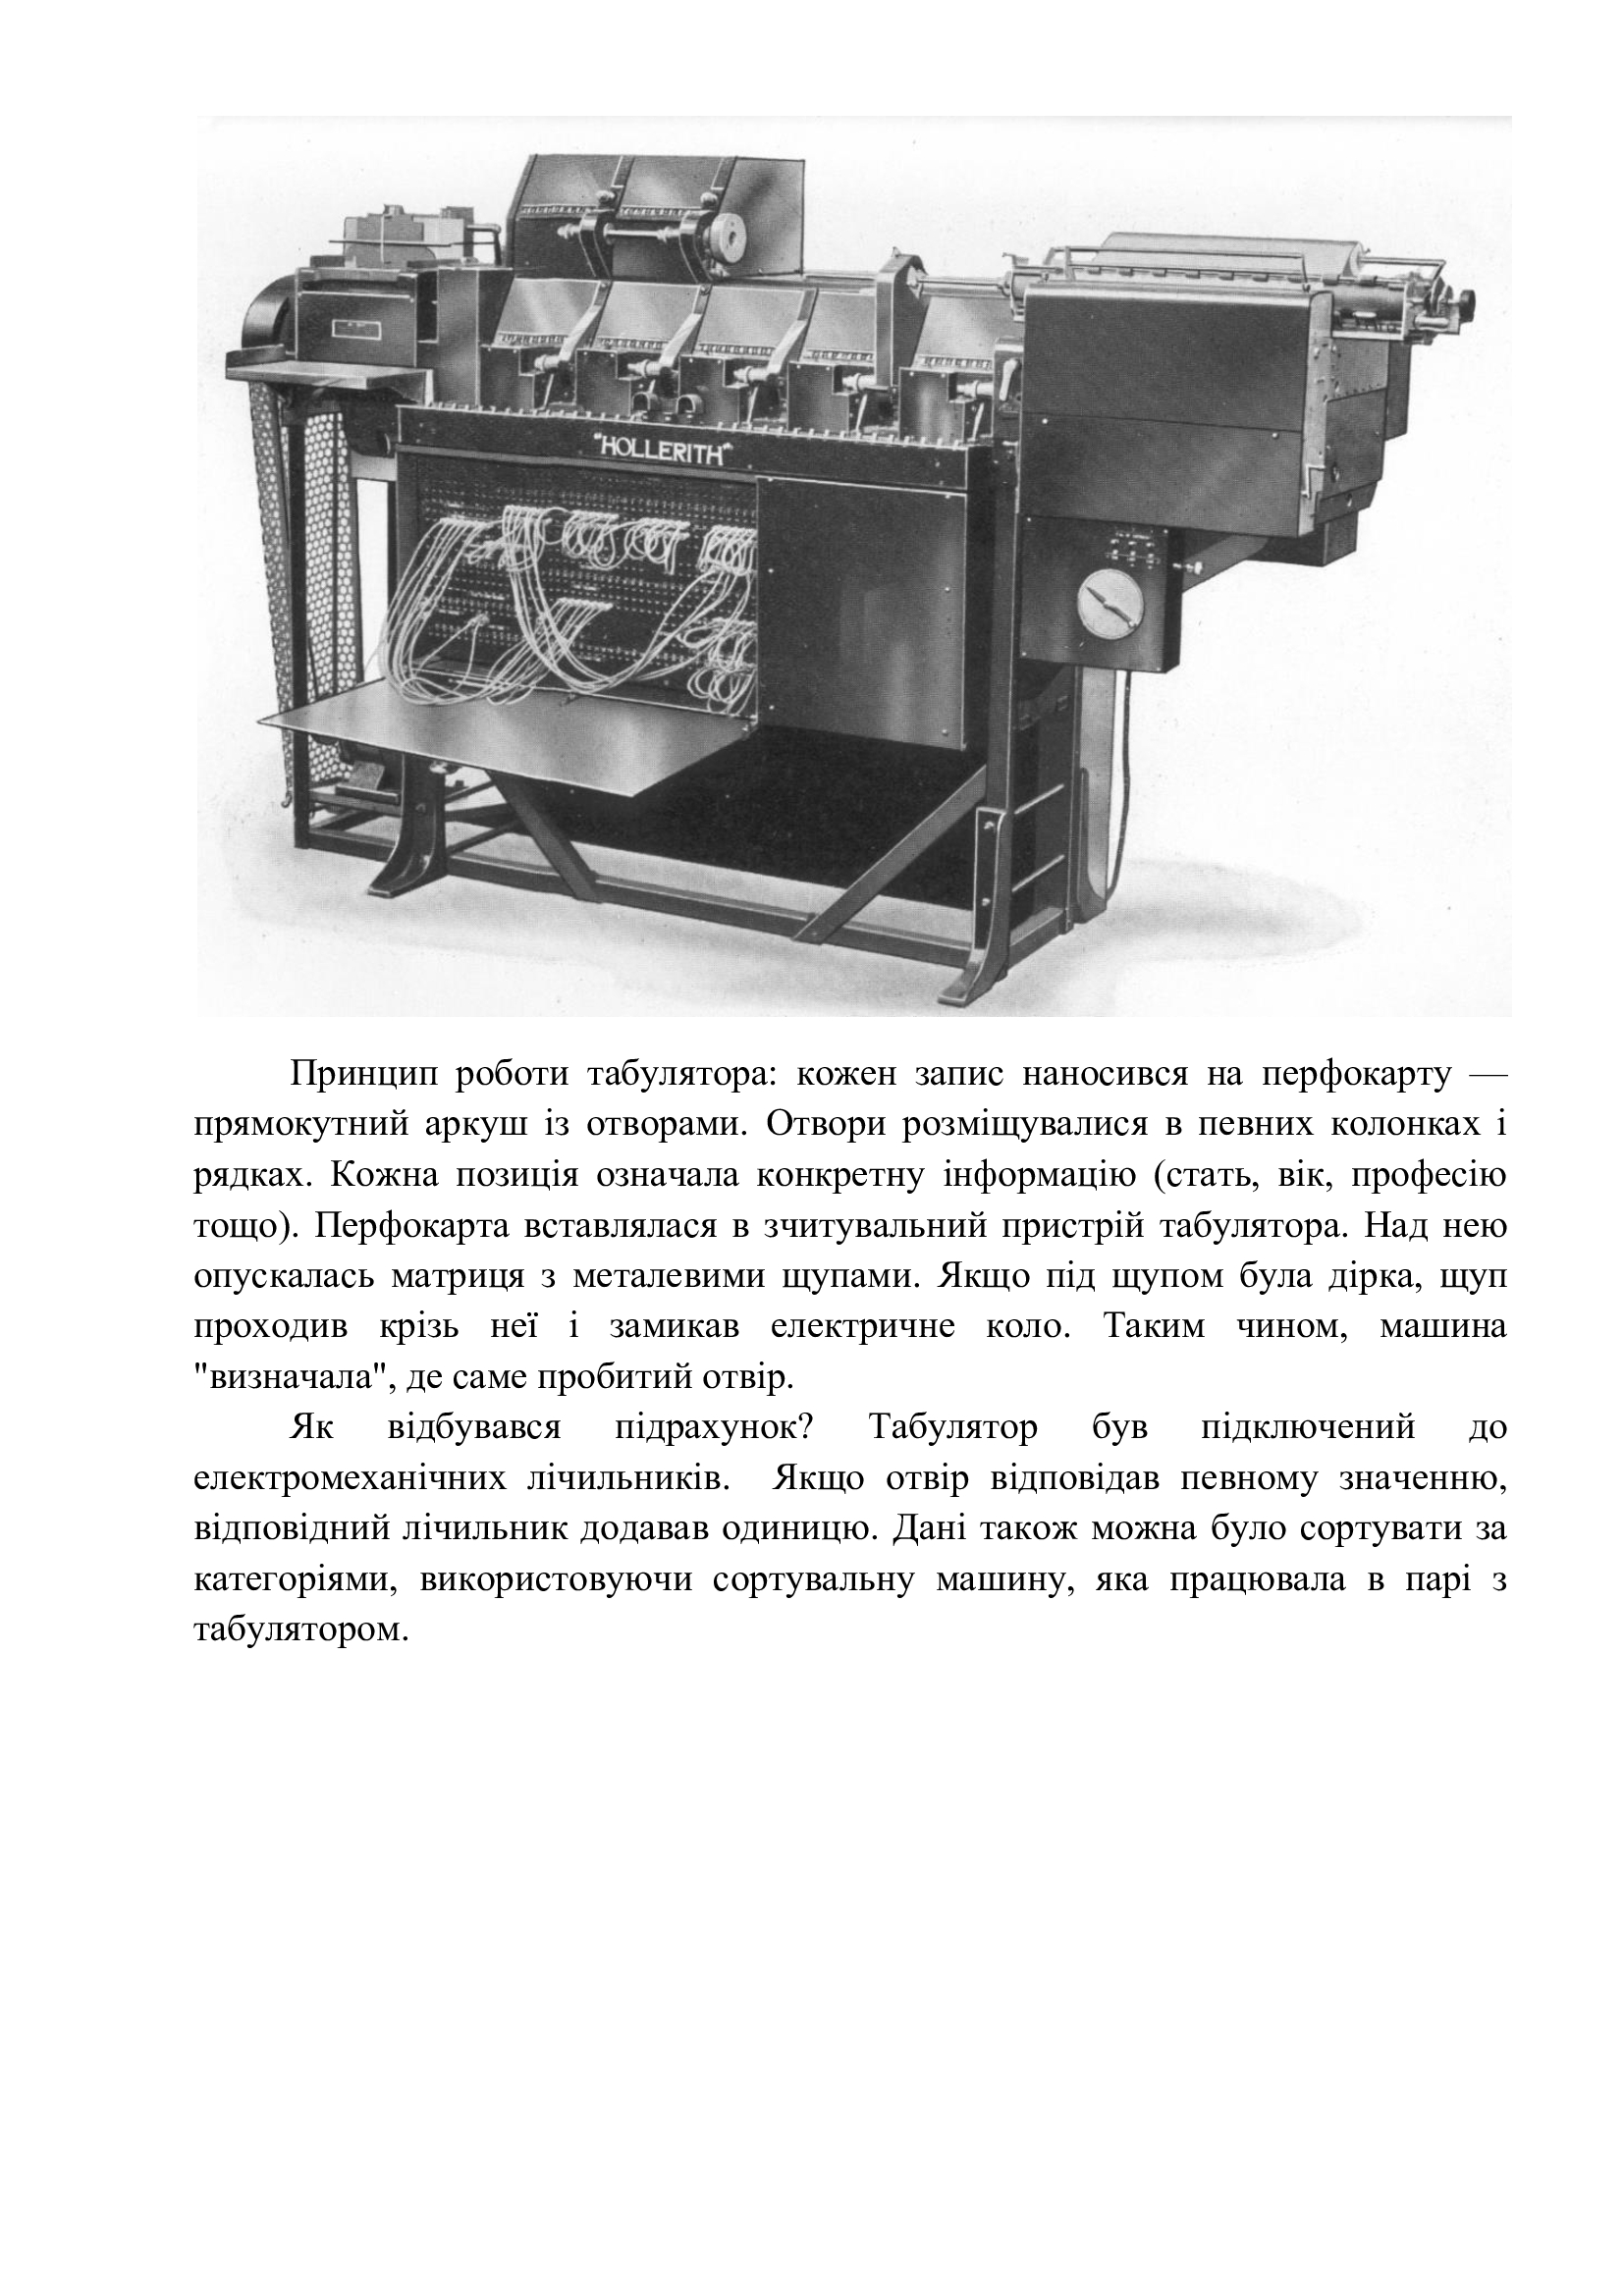 "HOLLERITH"
Принцип роботи табулятора: кожен запис наносився на перфокарту —
прямокутний аркуш із отворами. Отвори розміщувалися в певних колонках і
рядках. Кожна позиція означала конкретну інформацію (стать, вік, професію
тощо). Перфокарта вставлялася в зчитувальний пристрій табулятора. Над нею
опускалась матриця з металевими щупами. Якщо під щупом була дірка, щуп
проходив крізь неї і замикав електричне коло. Таким чином, машина
"визначала", де саме пробитий отвір.
Як відбувався підрахунок? Табулятор був підключений до
електромеханічних лічильників. Якщо отвір відповідав певному значенню,
відповідний лічильник додавав одиницю. Дані також можна було сортувати за
категоріями, використовуючи сортувальну машину, яка працювала в парі з
табулятором.